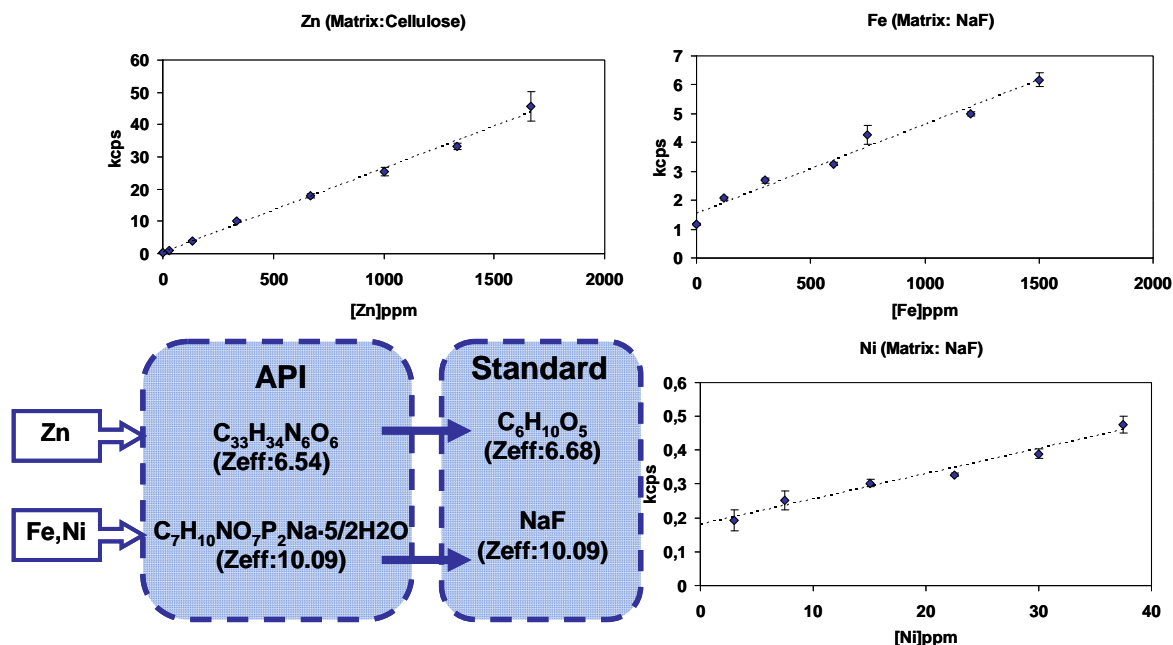 Zn (Matrix:Cellulose)
60
50
40
30
20
10
0
kcps
0
500
1000
1500
2000
[Zn]ppm
Fe (Matrix: NaF)
7
6
5
4
3
2
1
0
kcps
0
500
1000
1500
2000
[Fe]ppm
API
Standard
Zn
C₃₃H₃₄N₆O₆
(Zeff:6.54)
C₆H₁₀O₅
(Zeff:6.68)
Fe,Ni
C₇H₁₀NO₇P₂Na·5/2H2O
(Zeff:10.09)
NaF
(Zeff:10.09)
Ni (Matrix: NaF)
0,6
0,5
0,4
0,3
0,2
0,1
0
kcps
0
10
20
30
40
[Ni]ppm